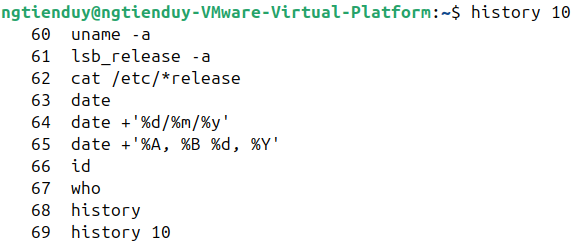 ngtienduy@ngtienduy-VMware-Virtual-Platform:~$ history 10
60 uname -a
61 lsb_release -a
62 cat /etc/*release
63 date
64 date +'%d/%m/%y'
65 date +'%A, %B %d, %Y'
66 id
67 who
68 history
69 history 10